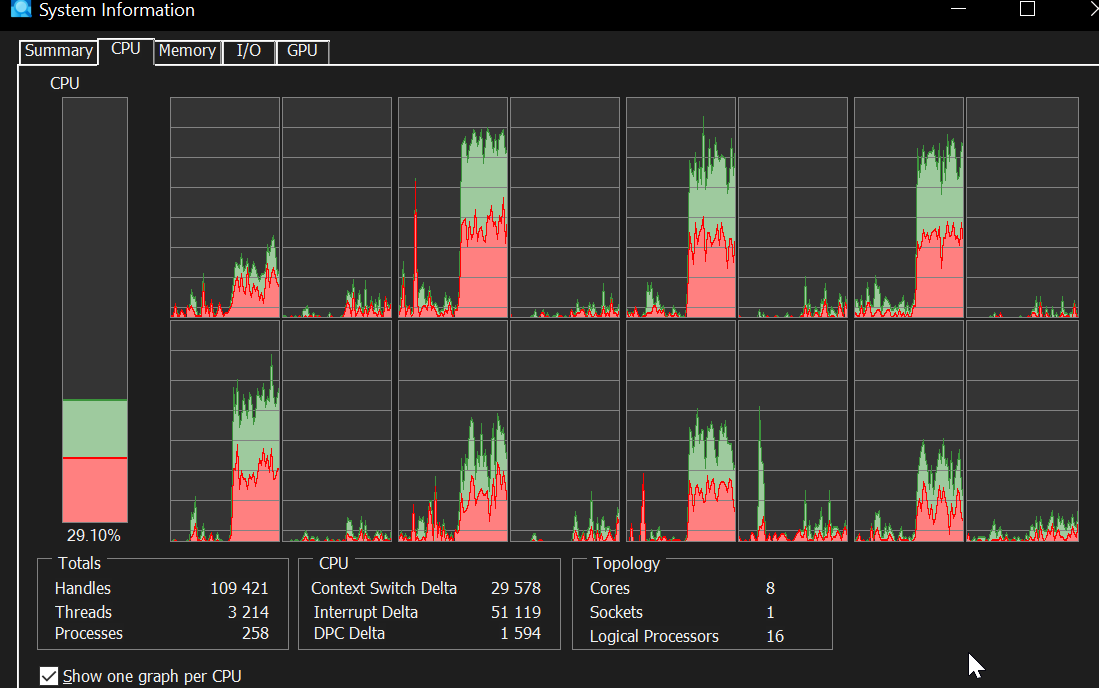 System Information
Summary CPU Memory I/O GPU
CPU
29.10%
Totals
Handles 109 421
Threads 3 214
Processes 258
CPU
Context Switch Delta 29 578
Interrupt Delta 51 119
DPC Delta 1 594
Topology
Cores 8
Sockets 1
Logical Processors 16
Show one graph per CPU